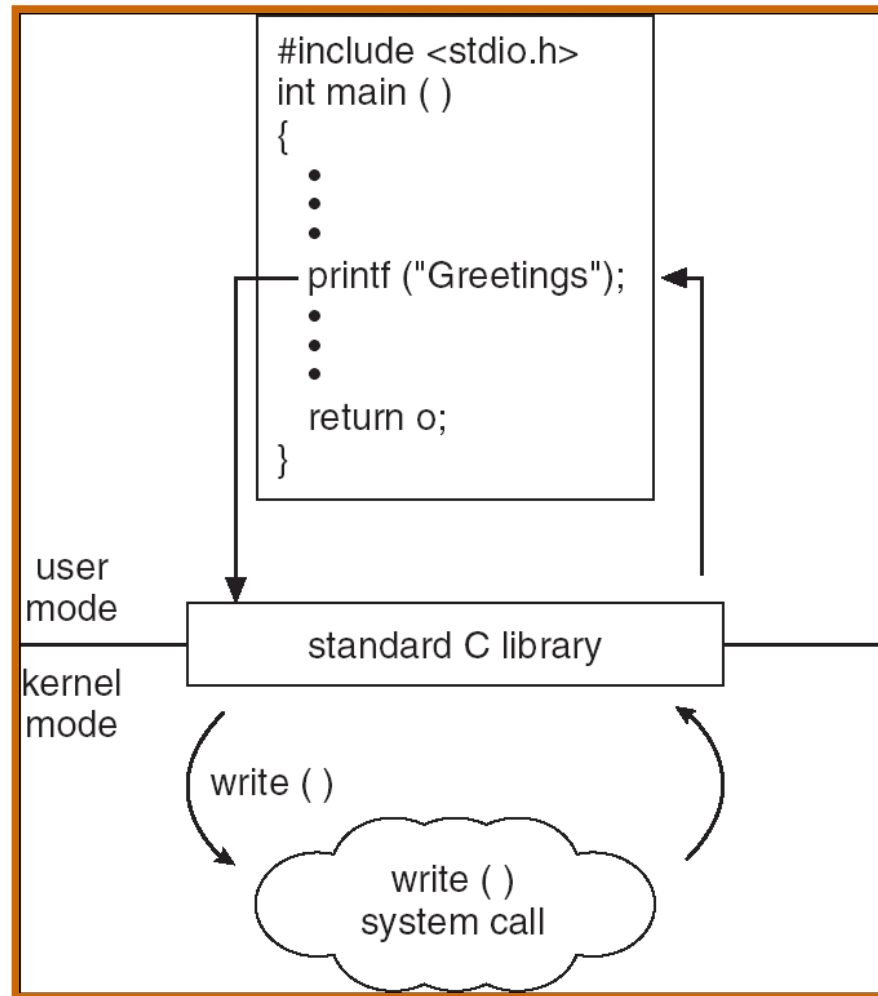 #include <stdio.h>
int main ( )
{
•
•
•
printf ("Greetings");
•
•
•
return o;
}
user
mode
standard C library
kernel
mode
write ( )
write ( )
system call